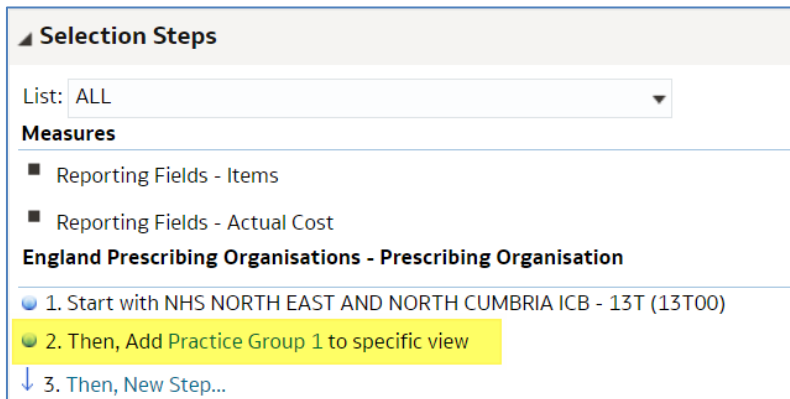 Selection Steps
List: ALL
Measures
Reporting Fields - Items
Reporting Fields - Actual Cost
England Prescribing Organisations - Prescribing Organisation
1. Start with NHS NORTH EAST AND NORTH CUMBRIA ICB - 13T (13T00)
2. Then, Add Practice Group 1 to specific view
3. Then, New Step...